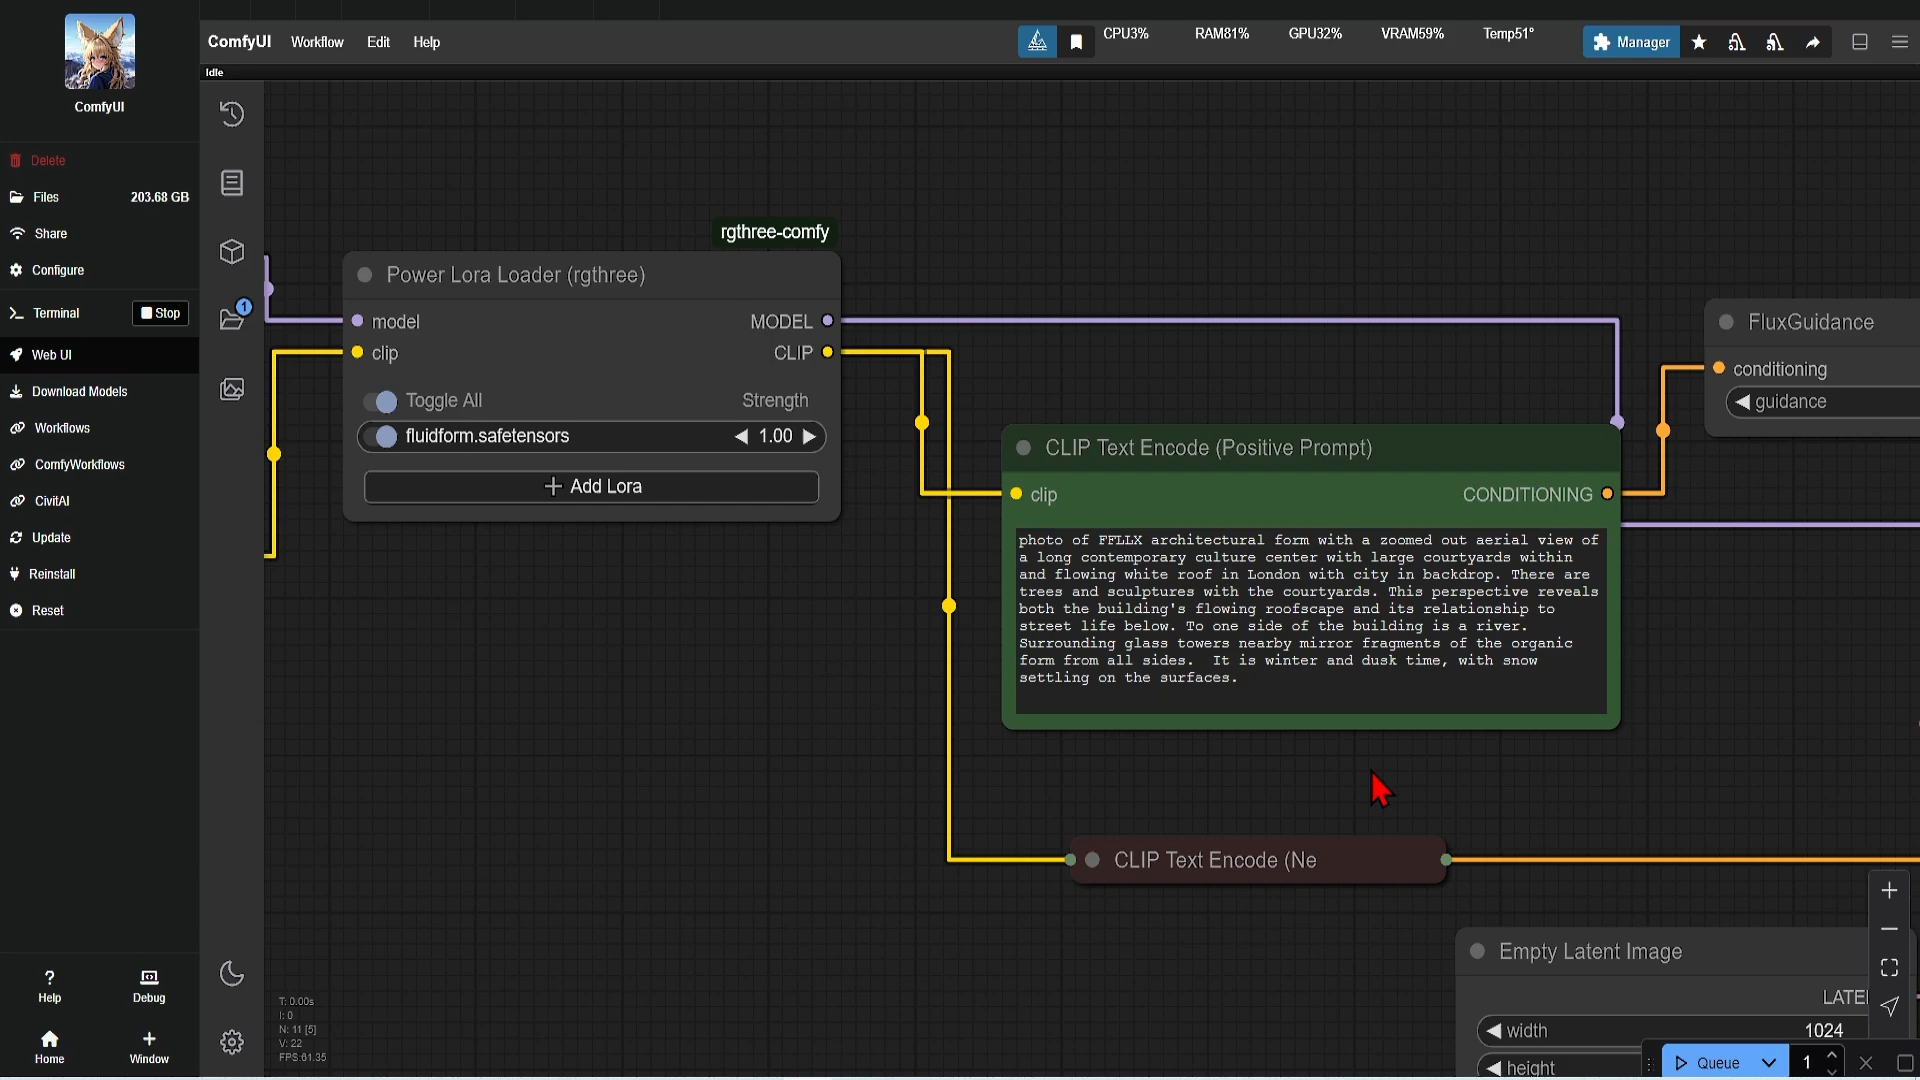 ComfyUI
Delete
Files 203.68 GB
Share
Configure
Terminal Stop
Web UI
Download Models
Workflows
ComfyWorkflows
CivitAI
Update
Reinstall
Reset
? Help
Debug
Home
Window
ComfyUI Workflow Edit Help
CPU3% RAM81% GPU32% VRAM59% Temp51°
Manager
Idle
1
rgthree-comfy
Power Lora Loader (rgthree)
model MODEL
clip CLIP
Toggle All Strength
fluidform.safetensors 1.00
+ Add Lora
CLIP Text Encode (Positive Prompt)
clip CONDITIONING
photo of FFLLX architectural form with a zoomed out aerial view of
a long contemporary culture center with large courtyards within
and flowing white roof in London with city in backdrop. There are
trees and sculptures with the courtyards. This perspective reveals
both the building's flowing roofscape and its relationship to
street life below. To one side of the building is a river.
Surrounding glass towers nearby mirror fragments of the organic
form from all sides.  It is winter and dusk time, with snow
settling on the surfaces.
FluxGuidance
conditioning
guidance
CLIP Text Encode (Ne
Empty Latent Image
LATE
width 1024
height
Queue 1
T: 0.00s
I: 0
N: 11 [5]
V: 22
FPS:61.35